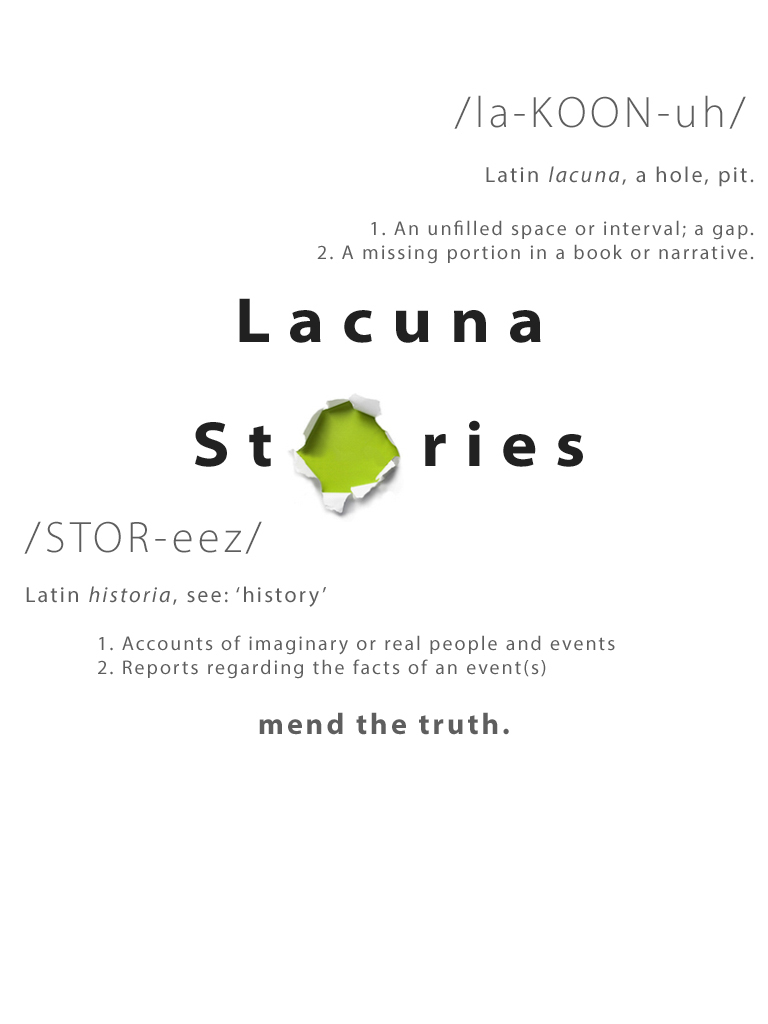 /la-KOON-uh/
Latin lacuna, a hole, pit.
1. An unfilled space or interval; a gap.
2. A missing portion in a book or narrative.
Lacuna
St ries
/STOR-eez/
Latin historia, see: ‘history’
1. Accounts of imaginary or real people and events
2. Reports regarding the facts of an event(s)
mend the truth.